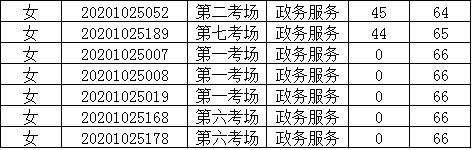 女 20201025052 第二考场 政务服务 45 64
女 20201025189 第七考场 政务服务 44 65
女 20201025007 第一考场 政务服务 0 66
女 20201025008 第一考场 政务服务 0 66
女 20201025019 第一考场 政务服务 0 66
女 20201025168 第六考场 政务服务 0 66
女 20201025178 第六考场 政务服务 0 66